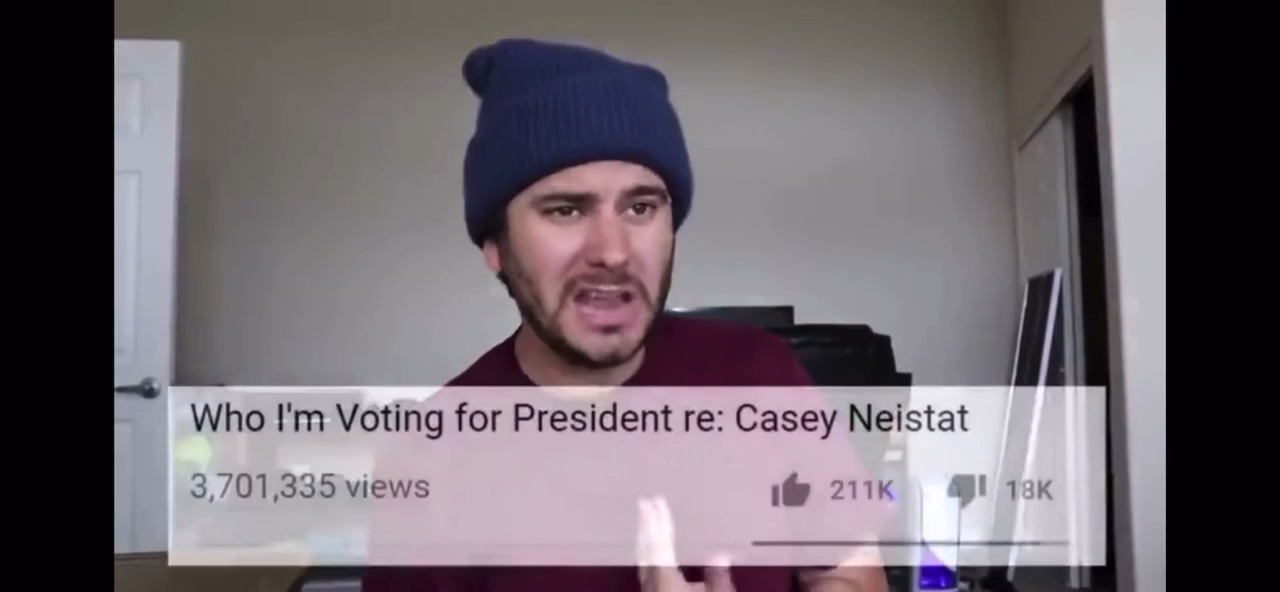 Who I'm Voting for President re: Casey Neistat
3,701,335 views
211K 18K